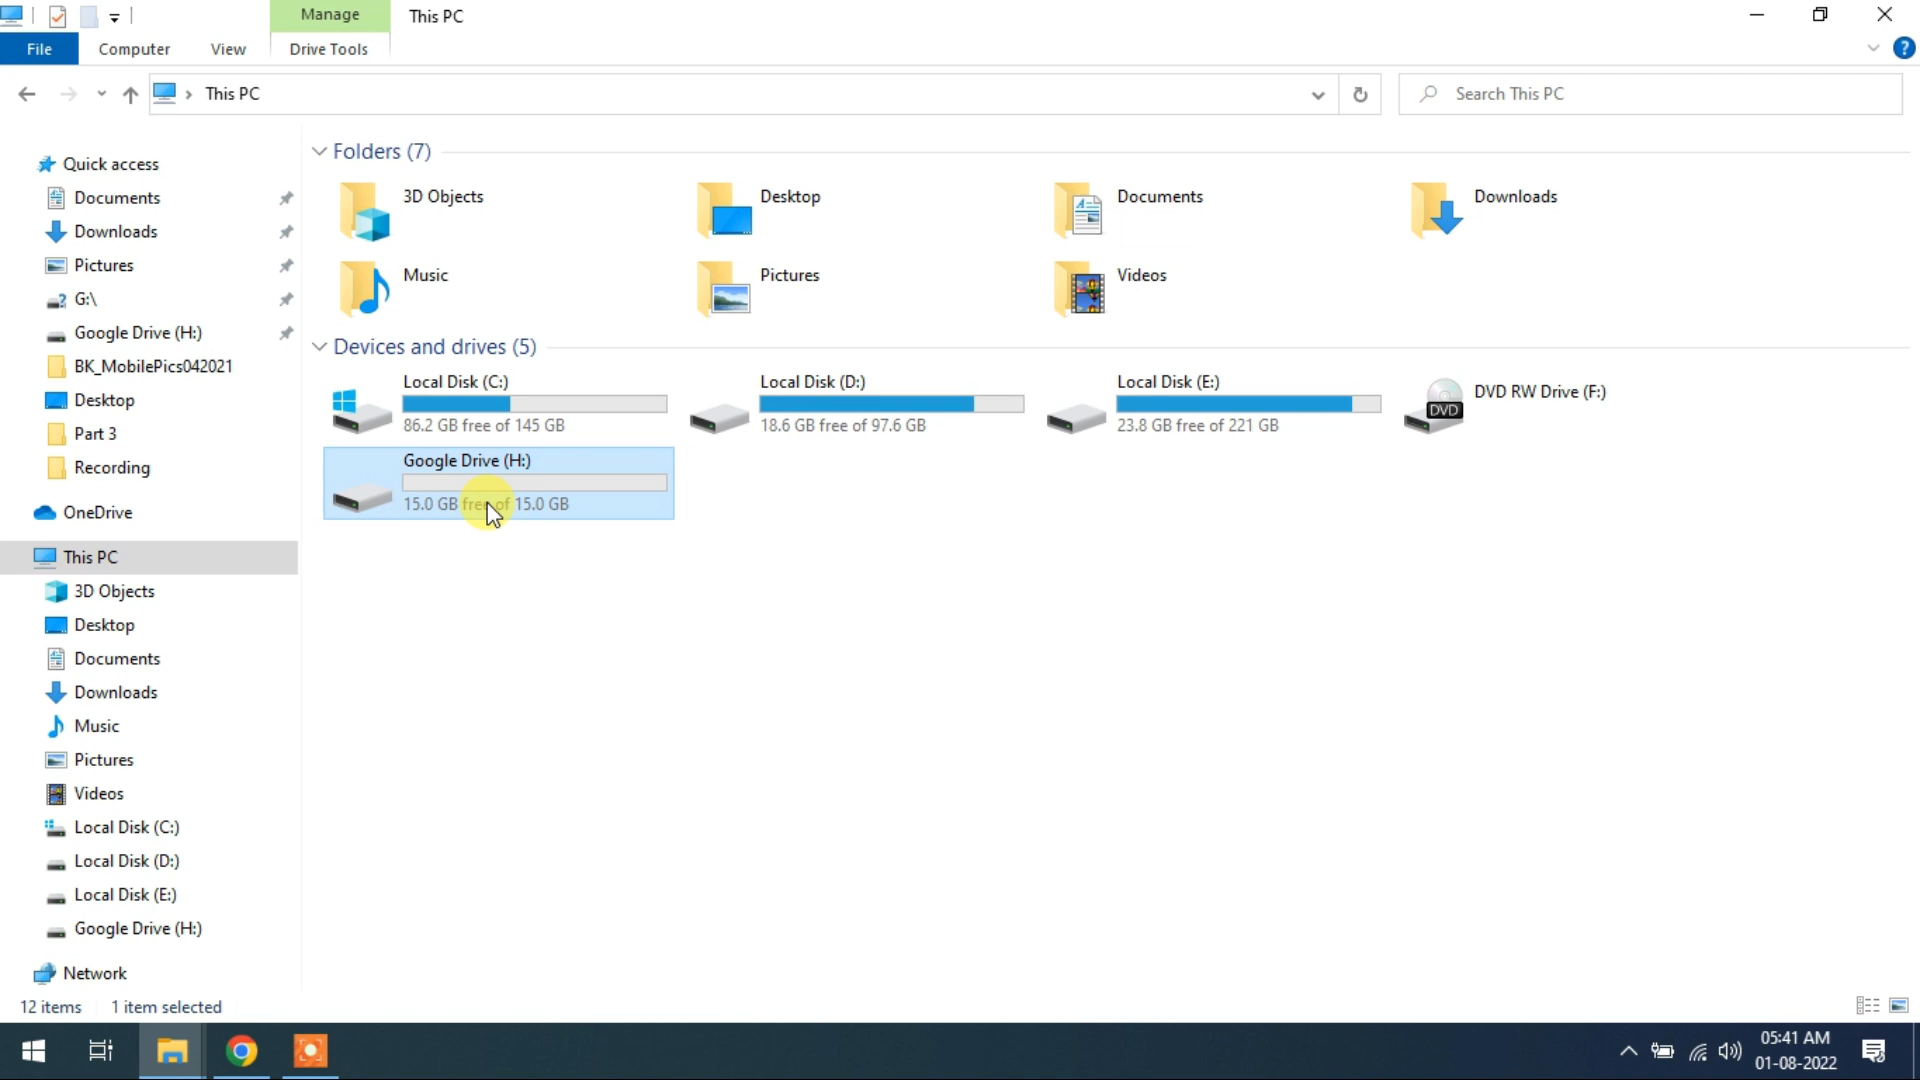 Manage
This PC
File
Computer
View
Drive Tools
?
This PC
Search This PC
Quick access
Documents
Downloads
Pictures
G:\
Google Drive (H:)
BK_MobilePics042021
Desktop
Part 3
Recording
OneDrive
This PC
3D Objects
Desktop
Documents
Downloads
Music
Pictures
Videos
Local Disk (C:)
Local Disk (D:)
Local Disk (E:)
Google Drive (H:)
Network
Folders (7)
3D Objects
Desktop
Documents
Downloads
Music
Pictures
Videos
Devices and drives (5)
Local Disk (C:)
86.2 GB free of 145 GB
Local Disk (D:)
18.6 GB free of 97.6 GB
Local Disk (E:)
23.8 GB free of 221 GB
DVD
DVD RW Drive (F:)
Google Drive (H:)
15.0 GB free of 15.0 GB
12 items
1 item selected
05:41 AM
01-08-2022